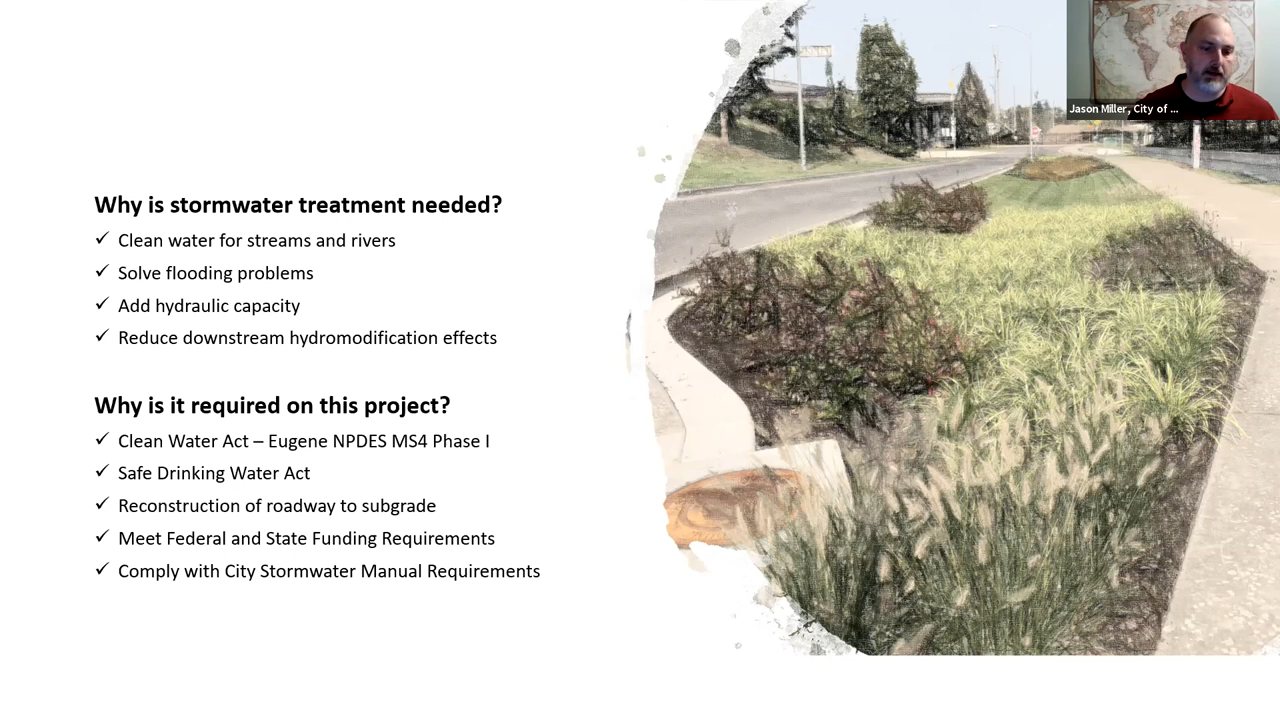 Jason Miller, City of ...
Why is stormwater treatment needed?
✓ Clean water for streams and rivers
✓ Solve flooding problems
✓ Add hydraulic capacity
✓ Reduce downstream hydromodification effects
Why is it required on this project?
✓ Clean Water Act – Eugene NPDES MS4 Phase I
✓ Safe Drinking Water Act
✓ Reconstruction of roadway to subgrade
✓ Meet Federal and State Funding Requirements
✓ Comply with City Stormwater Manual Requirements